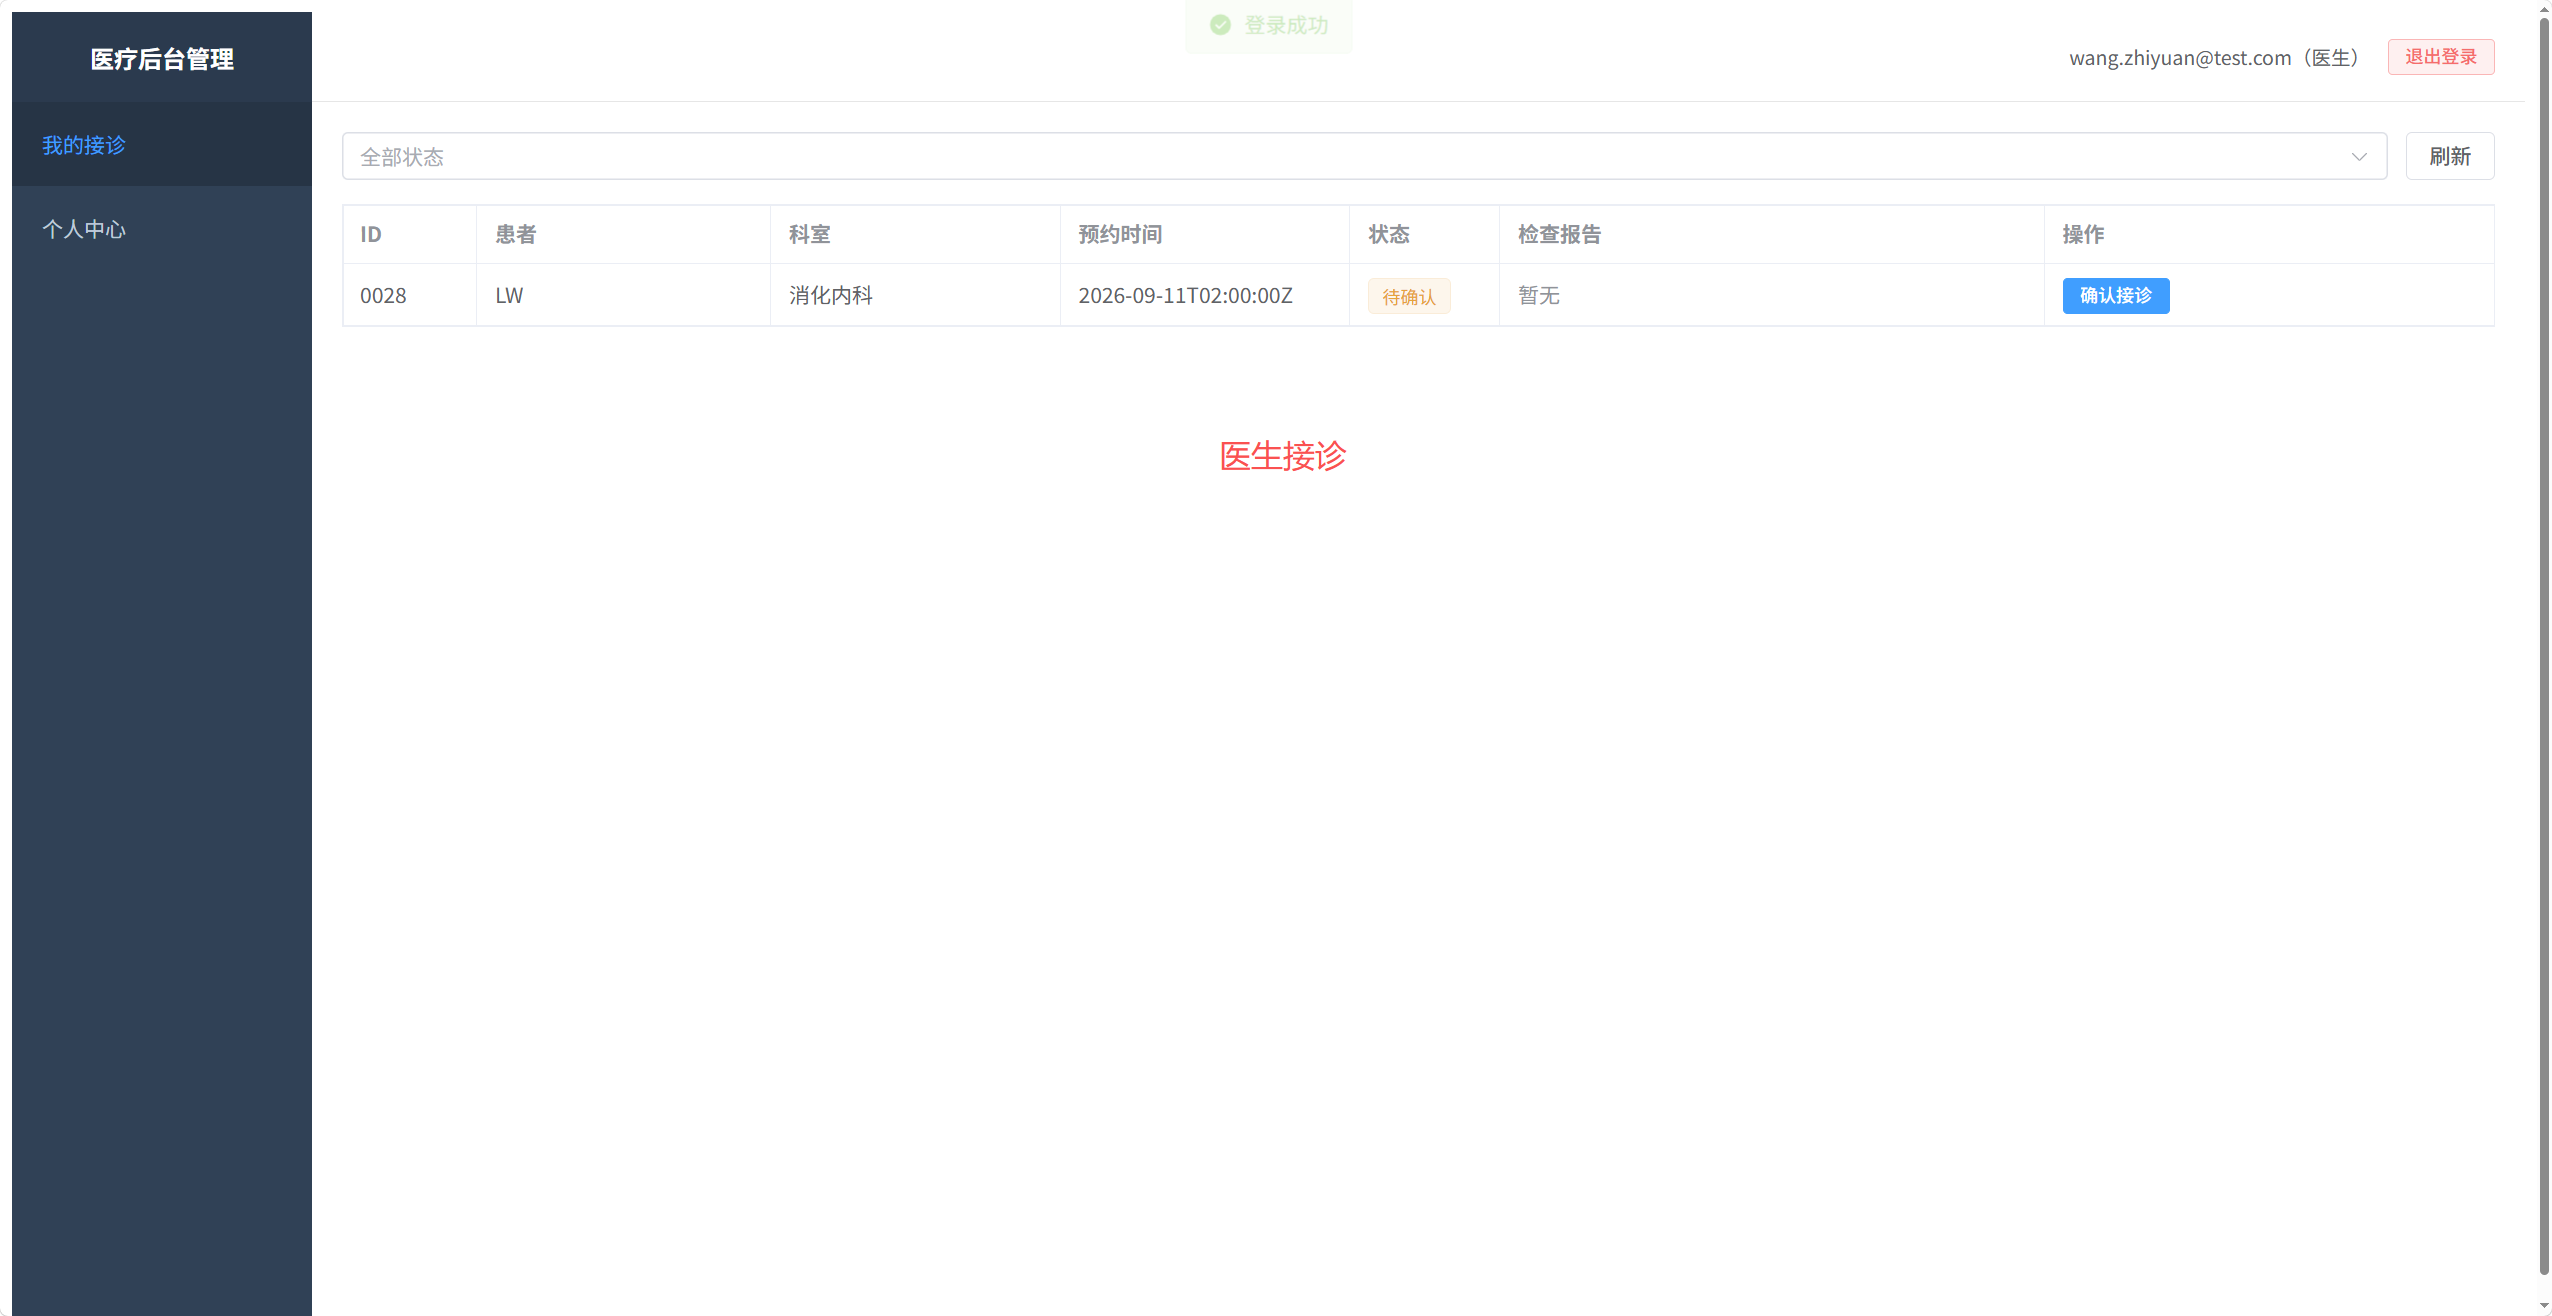 医疗后台管理
我的接诊
个人中心
登录成功
wang.zhiyuan@test.com（医生） 退出登录
全部状态 刷新
ID 患者 科室 预约时间 状态 检查报告 操作
0028 LW 消化内科 2026-09-11T02:00:00Z 待确认 暂无 确认接诊
医生接诊